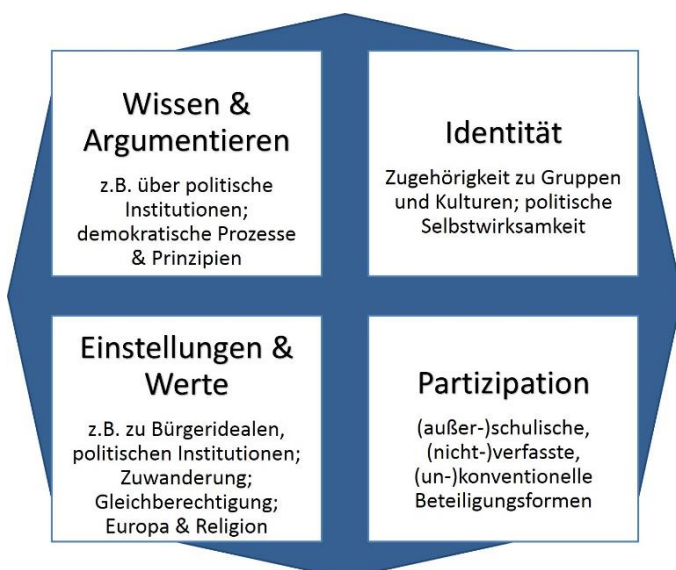 Wissen &
Argumentieren
z.B. über politische
Institutionen;
demokratische Prozesse
& Prinzipien
Identität
Zugehörigkeit zu Gruppen
und Kulturen; politische
Selbstwirksamkeit
Einstellungen &
Werte
z.B. zu Bürgeridealen,
politischen Institutionen;
Zuwanderung;
Gleichberechtigung;
Europa & Religion
Partizipation
(außer-)schulische,
(nicht-)verfasste,
(un-)konventionelle
Beteiligungsformen